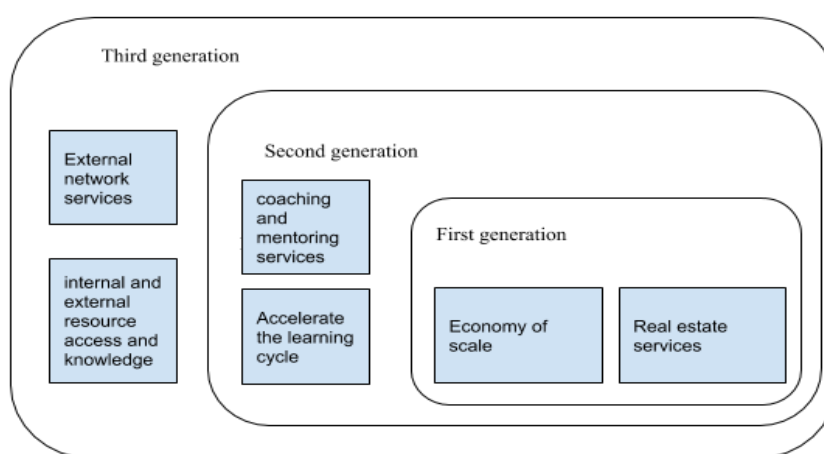 Third generation
External
network
services
internal and
external
resource
access and
knowledge
Second generation
coaching
and
mentoring
services
Accelerate
the learning
cycle
First generation
Economy of
scale
Real estate
services